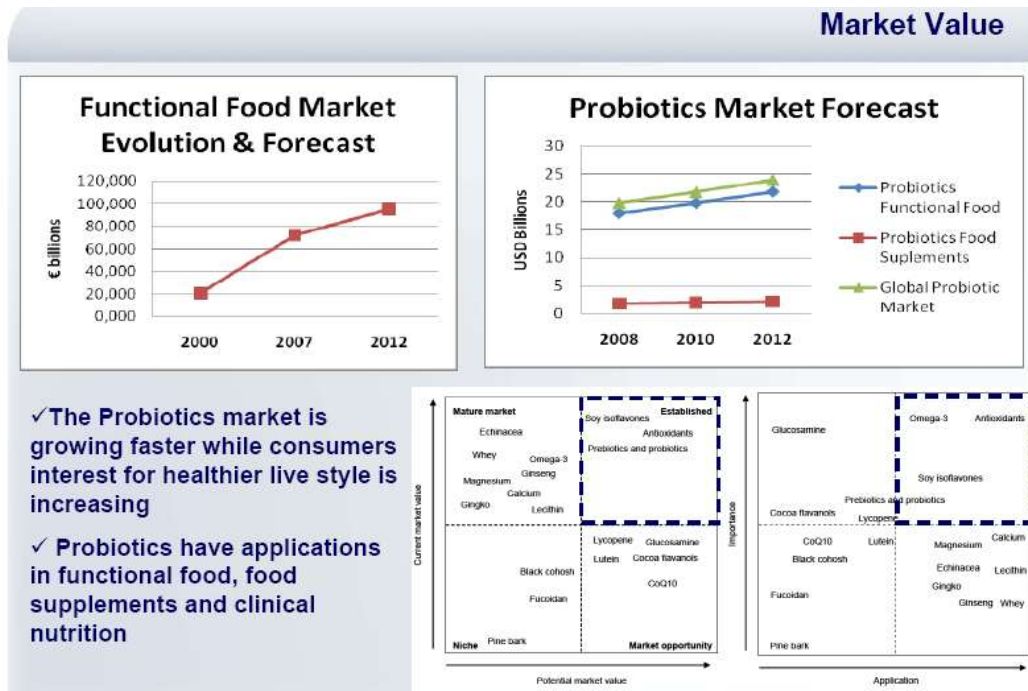 Market Value
Functional Food Market
Evolution & Forecast
120,000
100,000
80,000
60,000
40,000
20,000
0,000
€ billions
2000
2007
2012
Probiotics Market Forecast
30
25
20
15
10
5
0
USD Billions
2008
2010
2012
Probiotics
Functional Food
Probiotics Food
Suplements
Global Probiotic
Market
✓The Probiotics market is
growing faster while consumers
interest for healthier live style is
increasing
✓ Probiotics have applications
in functional food, food
supplements and clinical
nutrition
Current market value
Mature market
Echinacea
Whey
Omega-3
Ginseng
Magnesium
Calcium
Gingko
Lecithin
Soy isoflavones
Established
Antioxidants
Prebiotics and probiotics
Black cohosh
Fucoidan
Niche
Pine bark
Lycopene
Glucosamine
Lutein
Cocoa flavanols
CoQ10
Market opportunity
Potential market value
Importance
Glucosamine
Omega-3
Antioxidants
Soy isoflavones
Prebiotics and probiotics
Cocoa flavanols
Lycopene
CoQ10
Lutein
Black cohosh
Magnesium
Calcium
Echinacea
Lecithin
Gingko
Fucoidan
Ginseng
Whey
Pine bark
Application